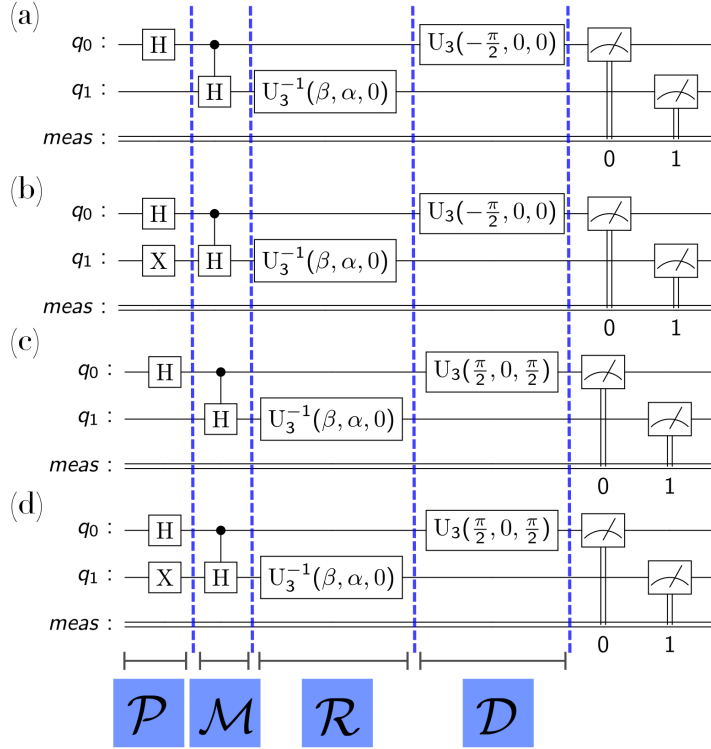 (a)
q₀ : H U₃(−π/2, 0, 0)
q₁ : H U₃⁻¹(β, α, 0)
meas :
0 1
(b)
q₀ : H U₃(−π/2, 0, 0)
q₁ : X H U₃⁻¹(β, α, 0)
meas :
0 1
(c)
q₀ : H U₃(π/2, 0, π/2)
q₁ : H U₃⁻¹(β, α, 0)
meas :
0 1
(d)
q₀ : H U₃(π/2, 0, π/2)
q₁ : X H U₃⁻¹(β, α, 0)
meas :
0 1
𝒫 ℳ ℛ 𝒟